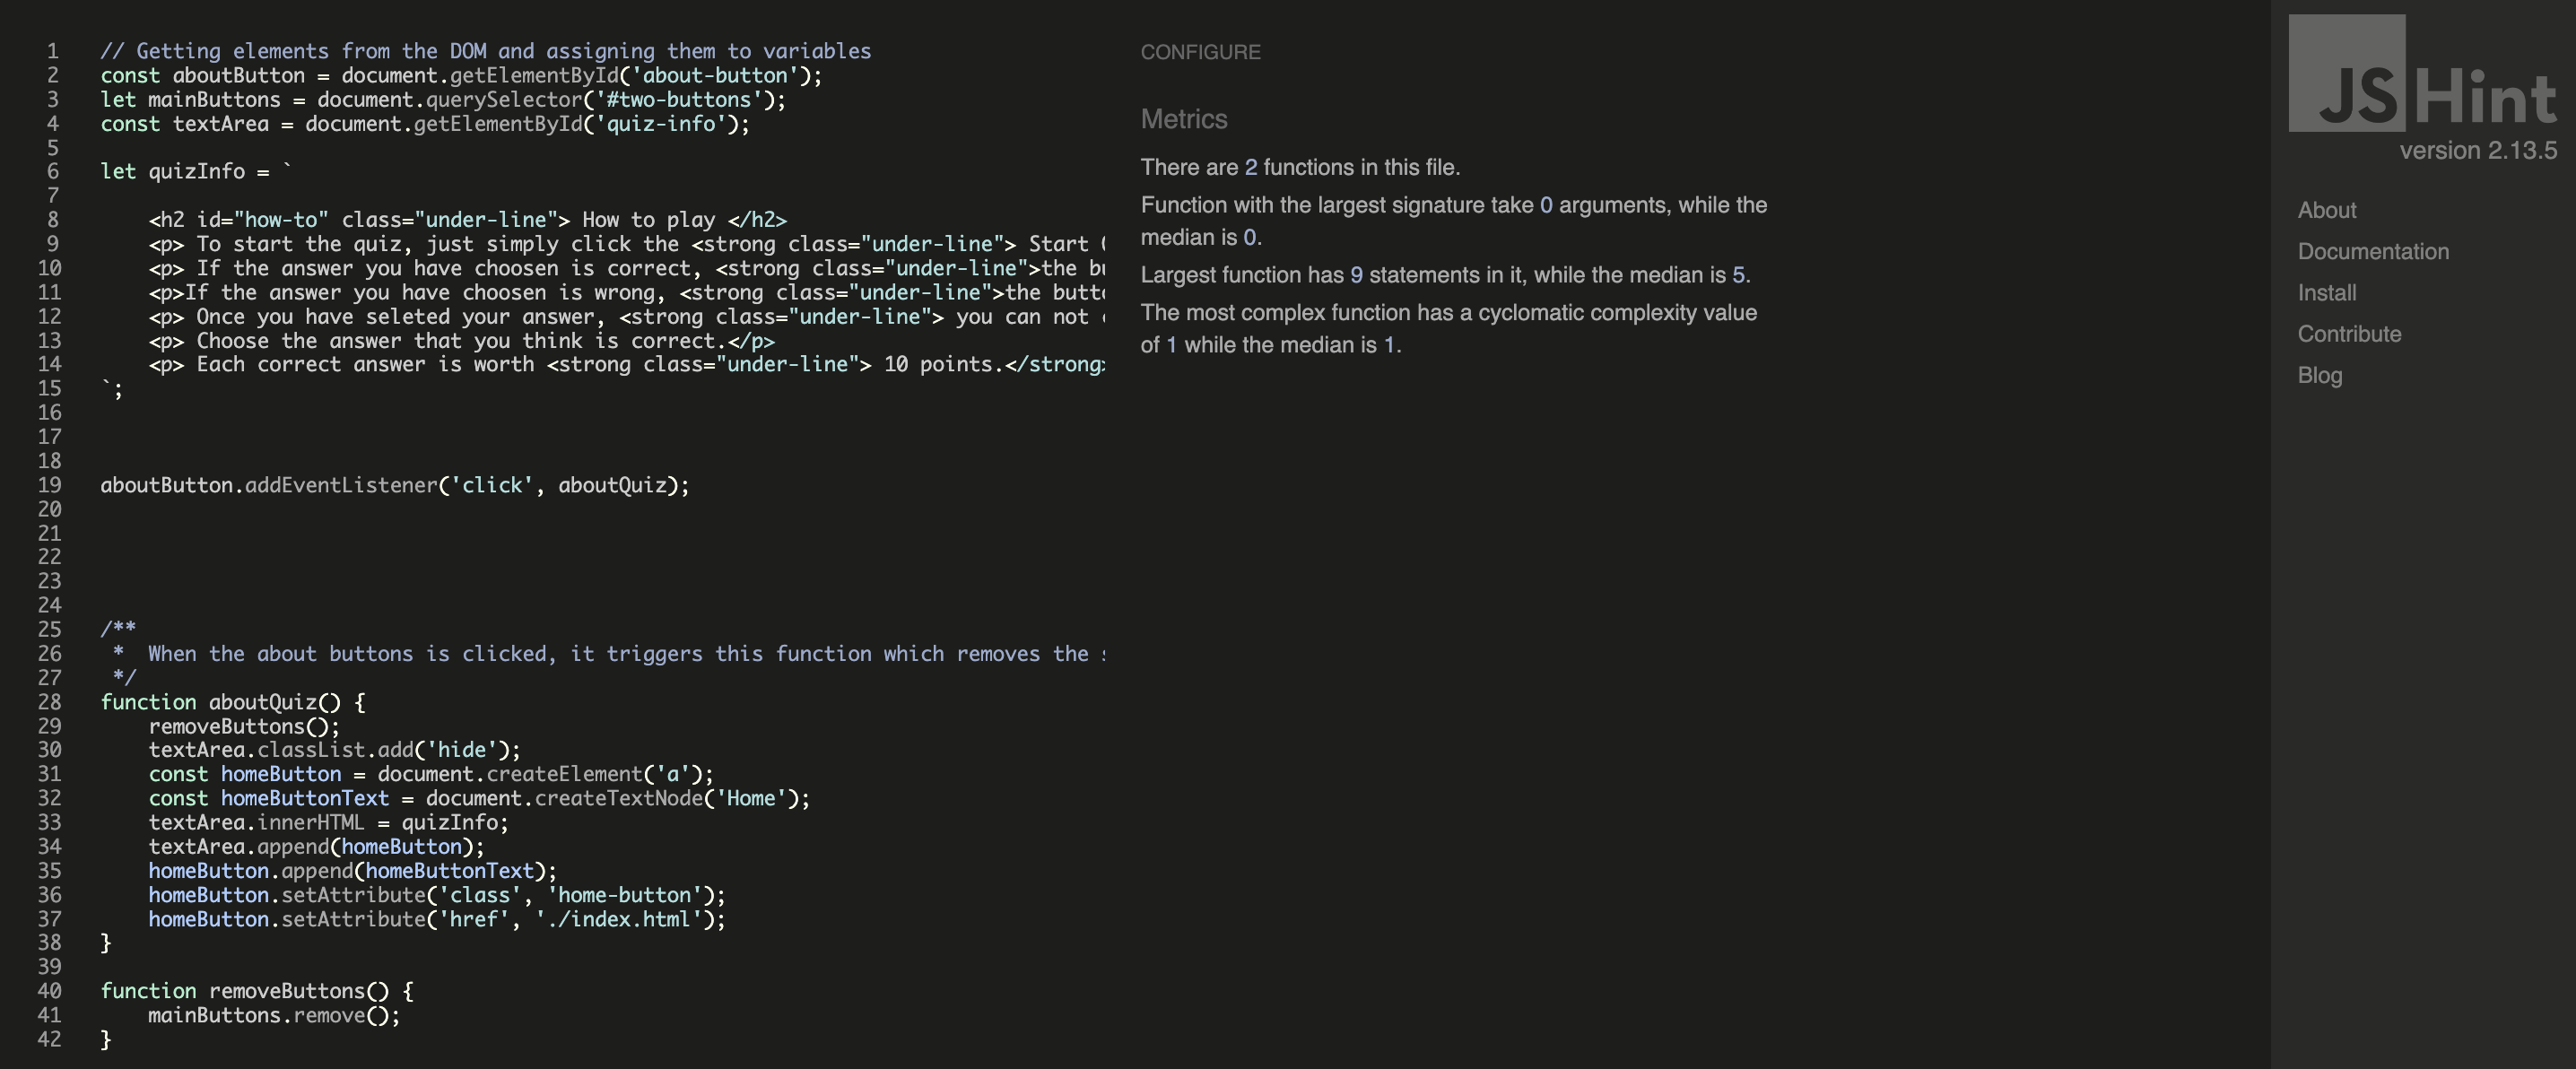 1 // Getting elements from the DOM and assigning them to variables
2 const aboutButton = document.getElementById('about-button');
3 let mainButtons = document.querySelector('#two-buttons');
4 const textArea = document.getElementById('quiz-info');
5
6 let quizInfo = `
7
8 <h2 id="how-to" class="under-line"> How to play </h2>
9 <p> To start the quiz, just simply click the <strong class="under-line"> Start
10 <p> If the answer you have choosen is correct, <strong class="under-line">the
11 <p>If the answer you have choosen is wrong, <strong class="under-line">the
12 <p> Once you have seleted your answer, <strong class="under-line"> you can not
13 <p> Choose the answer that you think is correct.</p>
14 <p> Each correct answer is worth <strong class="under-line"> 10 points.</strong>
15 `;
16
17
18
19 aboutButton.addEventListener('click', aboutQuiz);
20
21
22
23
24
25 /**
26 * When the about buttons is clicked, it triggers this function which removes the
27 */
28 function aboutQuiz() {
29 removeButtons();
30 textArea.classList.add('hide');
31 const homeButton = document.createElement('a');
32 const homeButtonText = document.createTextNode('Home');
33 textArea.innerHTML = quizInfo;
34 textArea.append(homeButton);
35 homeButton.append(homeButtonText);
36 homeButton.setAttribute('class', 'home-button');
37 homeButton.setAttribute('href', './index.html');
38 }
39
40 function removeButtons() {
41 mainButtons.remove();
42 }
CONFIGURE
Metrics
There are 2 functions in this file.
Function with the largest signature take 0 arguments, while the
median is 0.
Largest function has 9 statements in it, while the median is 5.
The most complex function has a cyclomatic complexity value
of 1 while the median is 1.
JSHint
version 2.13.5
About
Documentation
Install
Contribute
Blog